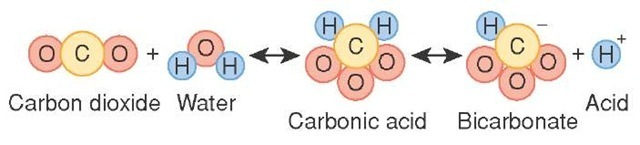 O C O + O H H ↔ H H C O O O ↔ H C − O O O + H +
Carbon dioxide Water Carbonic acid Bicarbonate Acid